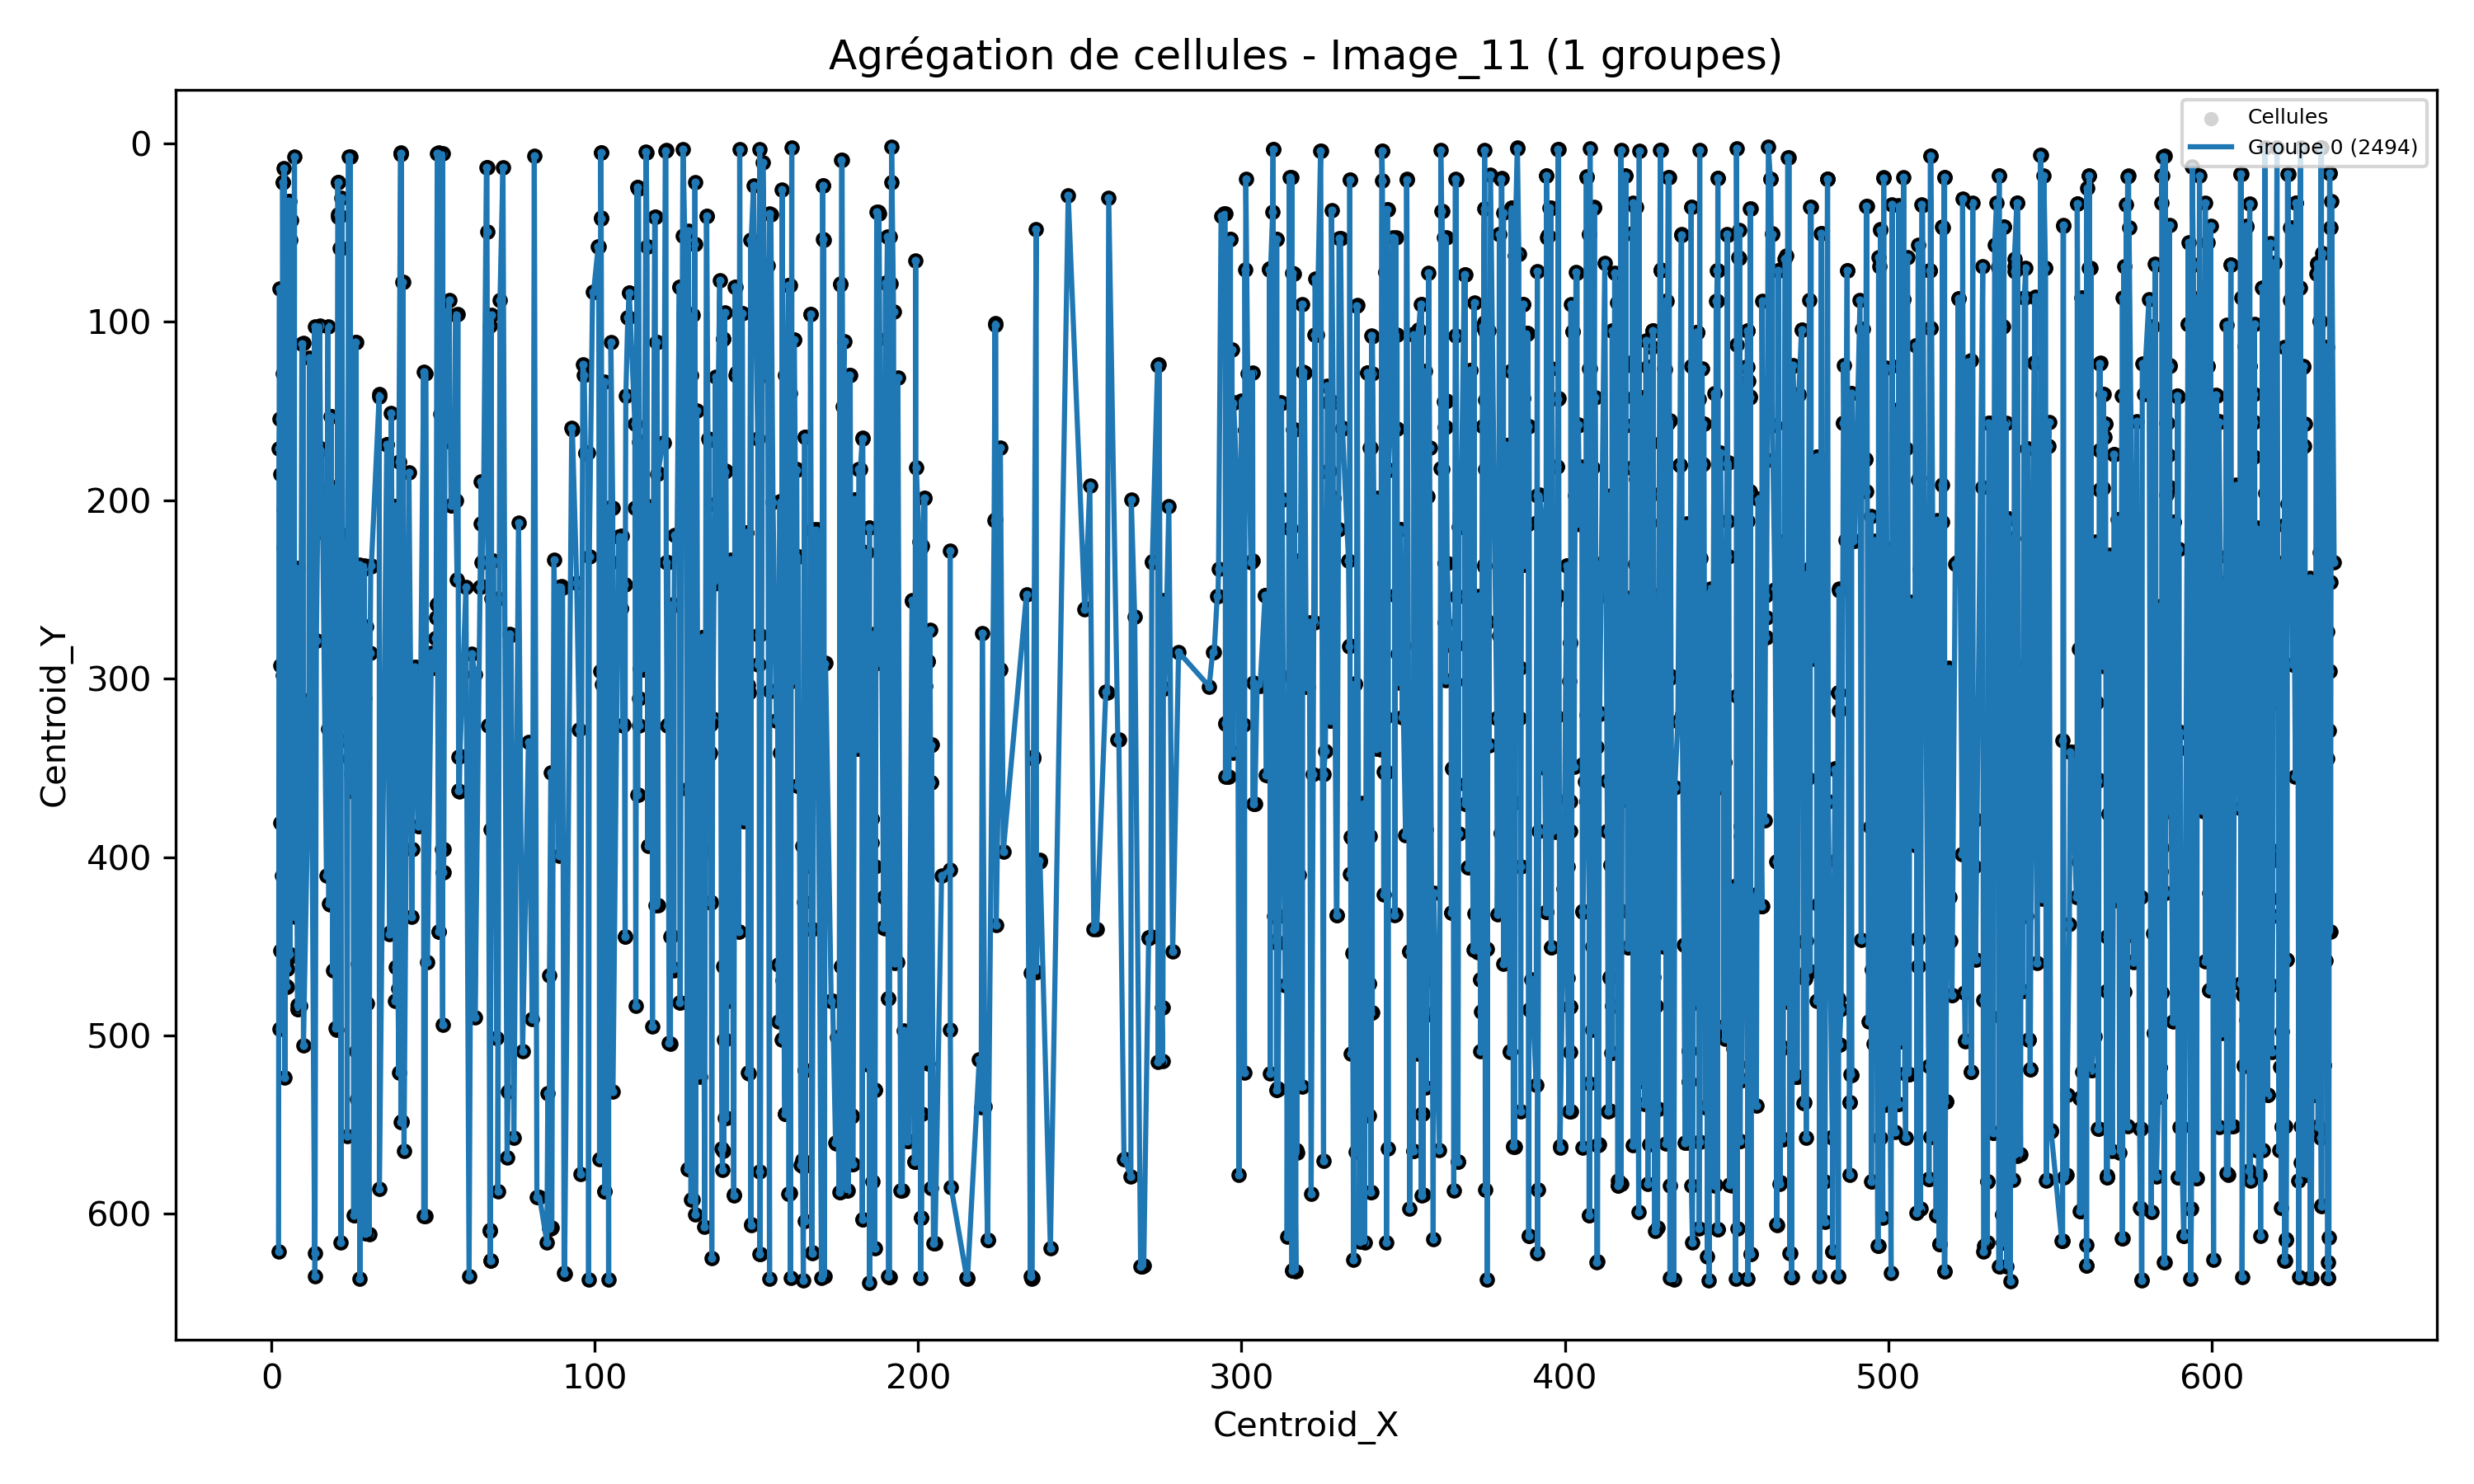 Agrégation de cellules - Image_11 (1 groupes)
Cellules
Groupe 0 (2494)
0
100
200
300
400
500
600
Centroid_Y
0 100 200 300 400 500 600
Centroid_X